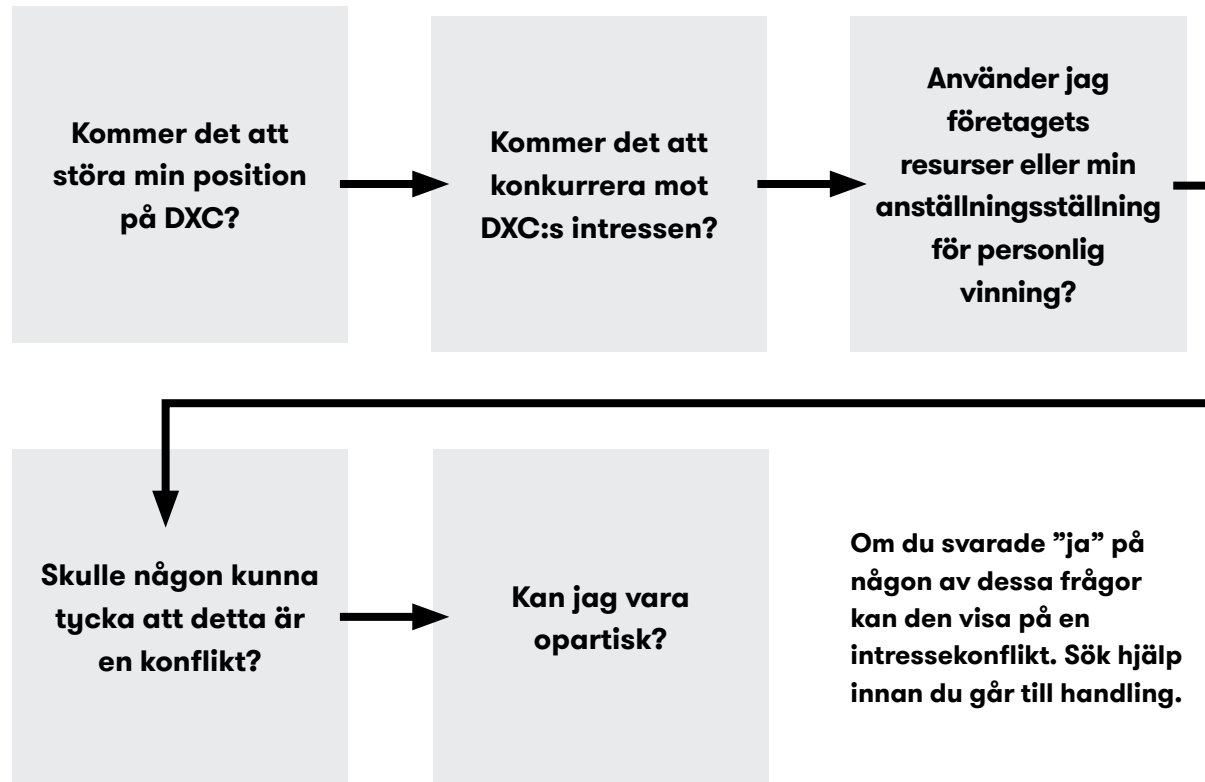 Kommer det att
störa min position
på DXC?
Kommer det att
konkurrera mot
DXC:s intressen?
Använder jag
företagets
resurser eller min
anställningsställning
för personlig
vinning?
Skulle någon kunna
tycka att detta är
en konflikt?
Kan jag vara
opartisk?
Om du svarade ”ja” på
någon av dessa frågor
kan den visa på en
intressekonflikt. Sök hjälp
innan du går till handling.